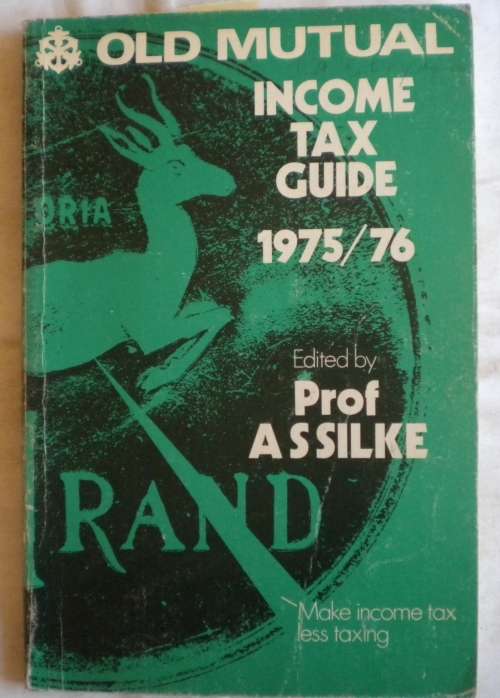 OLD MUTUAL
INCOME
TAX
GUIDE
1975/76
ORIA
Edited by
Prof
A S SILKE
RAND
Make income tax
less taxing